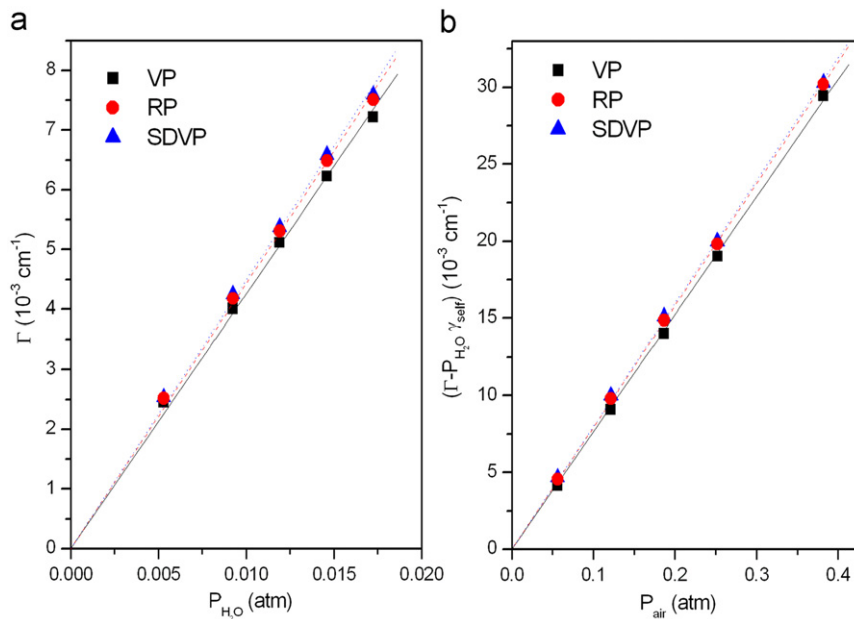 a
8
7
6
5
4
3
2
1
0
Γ (10⁻³ cm⁻¹)
VP
RP
SDVP
0.000 0.005 0.010 0.015 0.020
P_H,O (atm)
b
30
25
20
15
10
5
0
(Γ-P_H₂O γ_self) (10⁻³ cm⁻¹)
VP
RP
SDVP
0.0 0.1 0.2 0.3 0.4
P_air (atm)